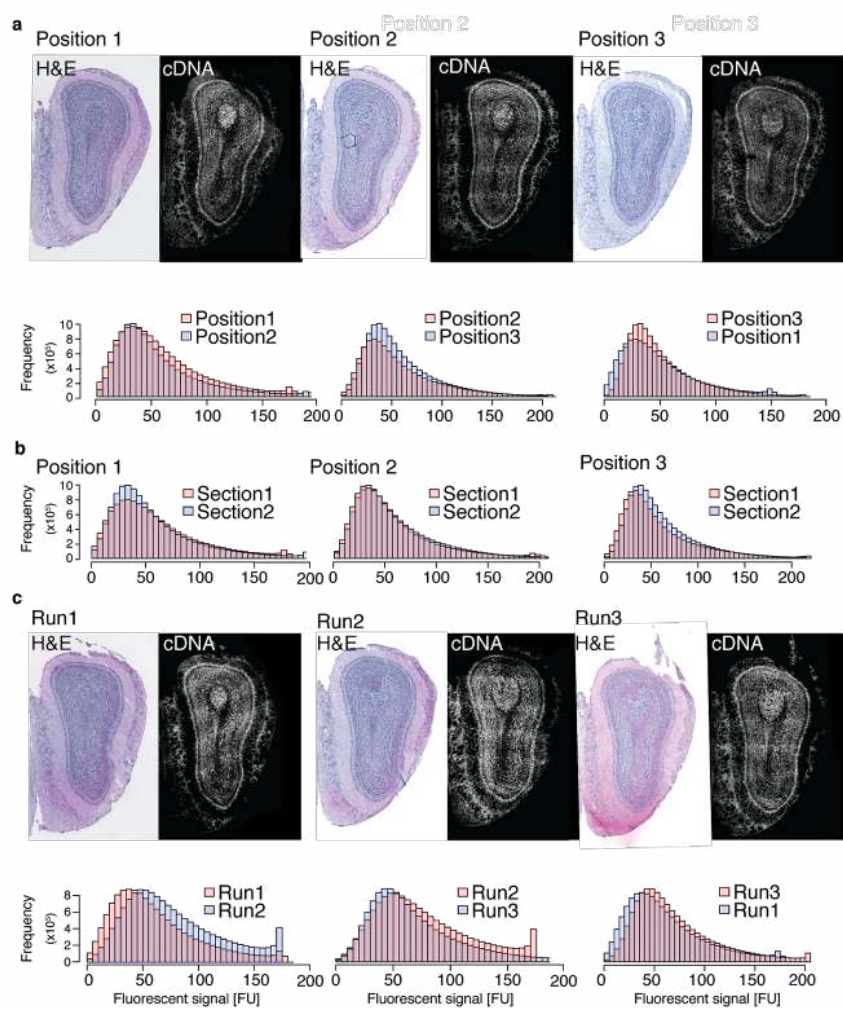 a
Position 2 Position 3
Position 1 Position 2 Position 3
H&E cDNA H&E cDNA H&E cDNA
Frequency (x10⁵)
10
8
6
4
2
0
Position1
Position2
0 50 100 150 200
Position2
Position3
0 50 100 150 200
Position3
Position1
0 50 100 150 200
b
Position 1 Position 2 Position 3
Frequency (x10⁵)
10
8
6
4
2
0
Section1
Section2
0 50 100 150 200
Section1
Section2
0 50 100 150 200
Section1
Section2
0 50 100 150 200
c
Run1 Run2 Run3
H&E cDNA H&E cDNA H&E cDNA
Frequency (x10⁵)
8
6
4
2
0
Run1
Run2
0 50 100 150 200
Fluorescent signal [FU]
Run2
Run3
0 50 100 150 200
Fluorescent signal [FU]
Run3
Run1
0 50 100 150 200
Fluorescent signal [FU]